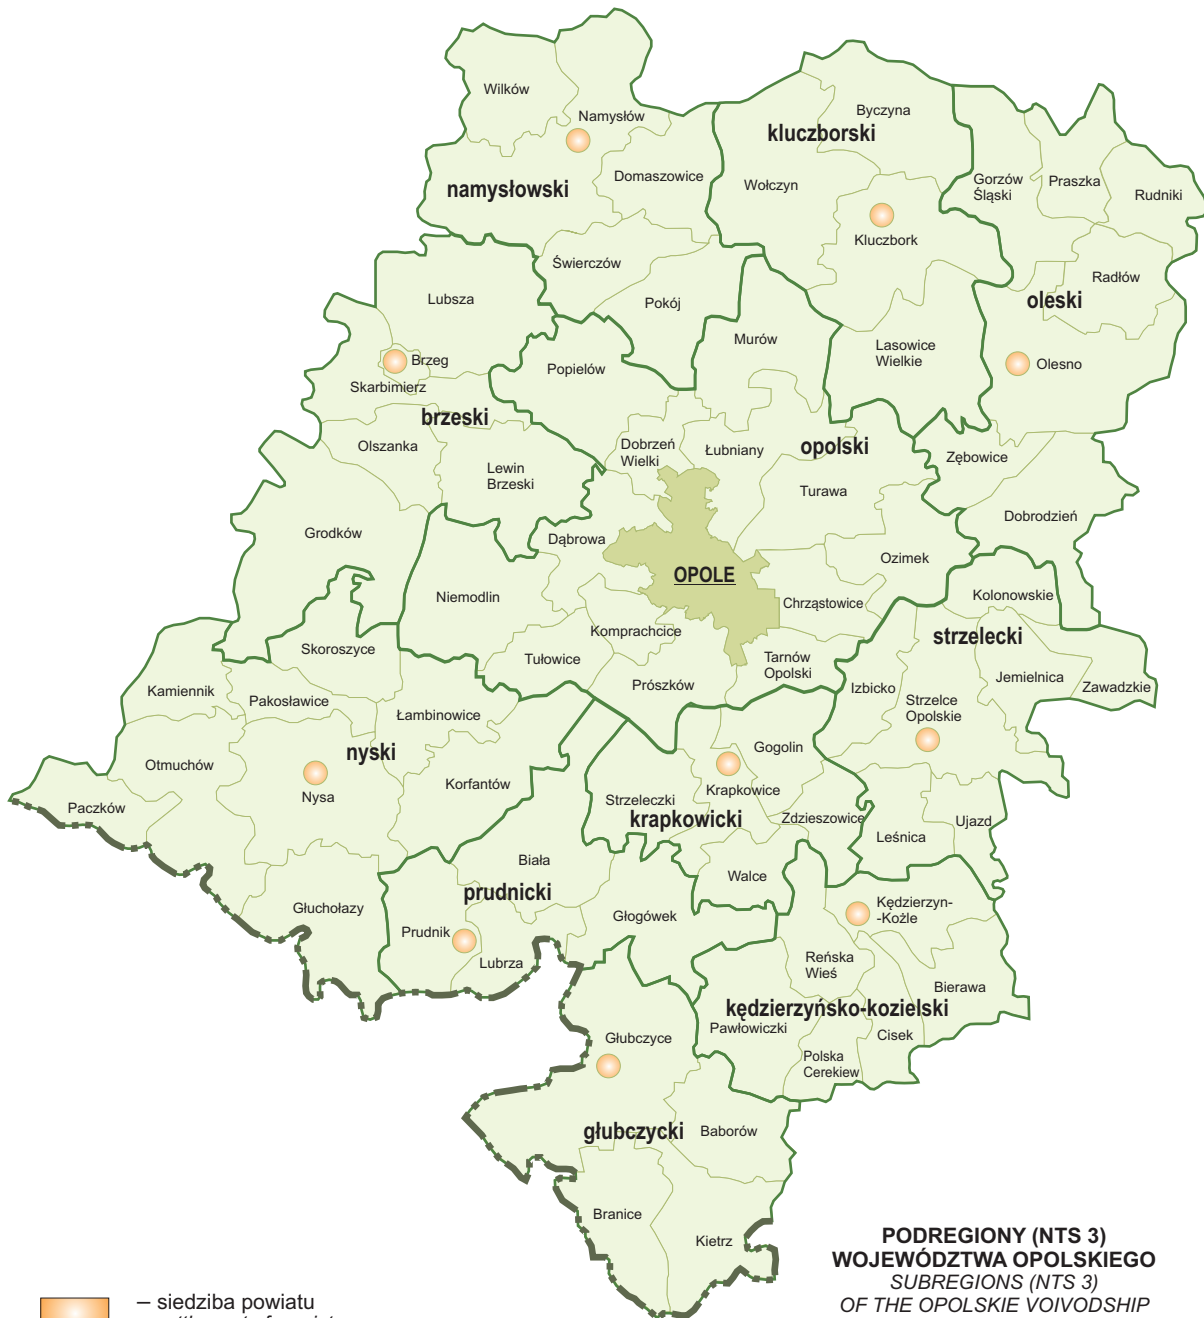 Wilków
Namysłów
namysłowski
Domaszowice
Świerczów
Pokój
Byczyna
kluczborski
Wołczyn
Kluczbork
Lasowice
Wielkie
Gorzów
Śląski
Praszka
Rudniki
Radłów
oleski
Olesno
Zębowice
Dobrodzień
Lubsza
Brzeg
Skarbimierz
brzeski
Olszanka
Lewin
Brzeski
Grodków
Murów
Popielów
Dobrzeń
Wielki
Łubniany
opolski
Turawa
Dąbrowa
OPOLE
Ozimek
Chrząstowice
Niemodlin
Komprachcice
Tułowice
Prószków
Tarnów
Opolski
Kolonowskie
strzelecki
Izbicko
Jemielnica
Zawadzkie
Strzelce
Opolskie
Leśnica
Ujazd
Skoroszyce
Kamiennik
Pakosławice
Łambinowice
nyski
Otmuchów
Nysa
Korfantów
Paczków
Głuchołazy
Gogolin
Krapkowice
Strzeleczki
krapkowicki
Zdzieszowice
Walce
Biała
prudnicki
Prudnik
Lubrza
Głogówek
Kędzierzyn-
-Koźle
Reńska
Wieś
Bierawa
kędzierzyńsko-kozielski
Pawłowiczki
Cisek
Polska
Cerekiew
Głubczyce
głubczycki
Baborów
Branice
Kietrz
PODREGIONY (NTS 3)
WOJEWÓDZTWA OPOLSKIEGO
SUBREGIONS (NTS 3)
OF THE OPOLSKIE VOIVODSHIP
– siedziba powiatu